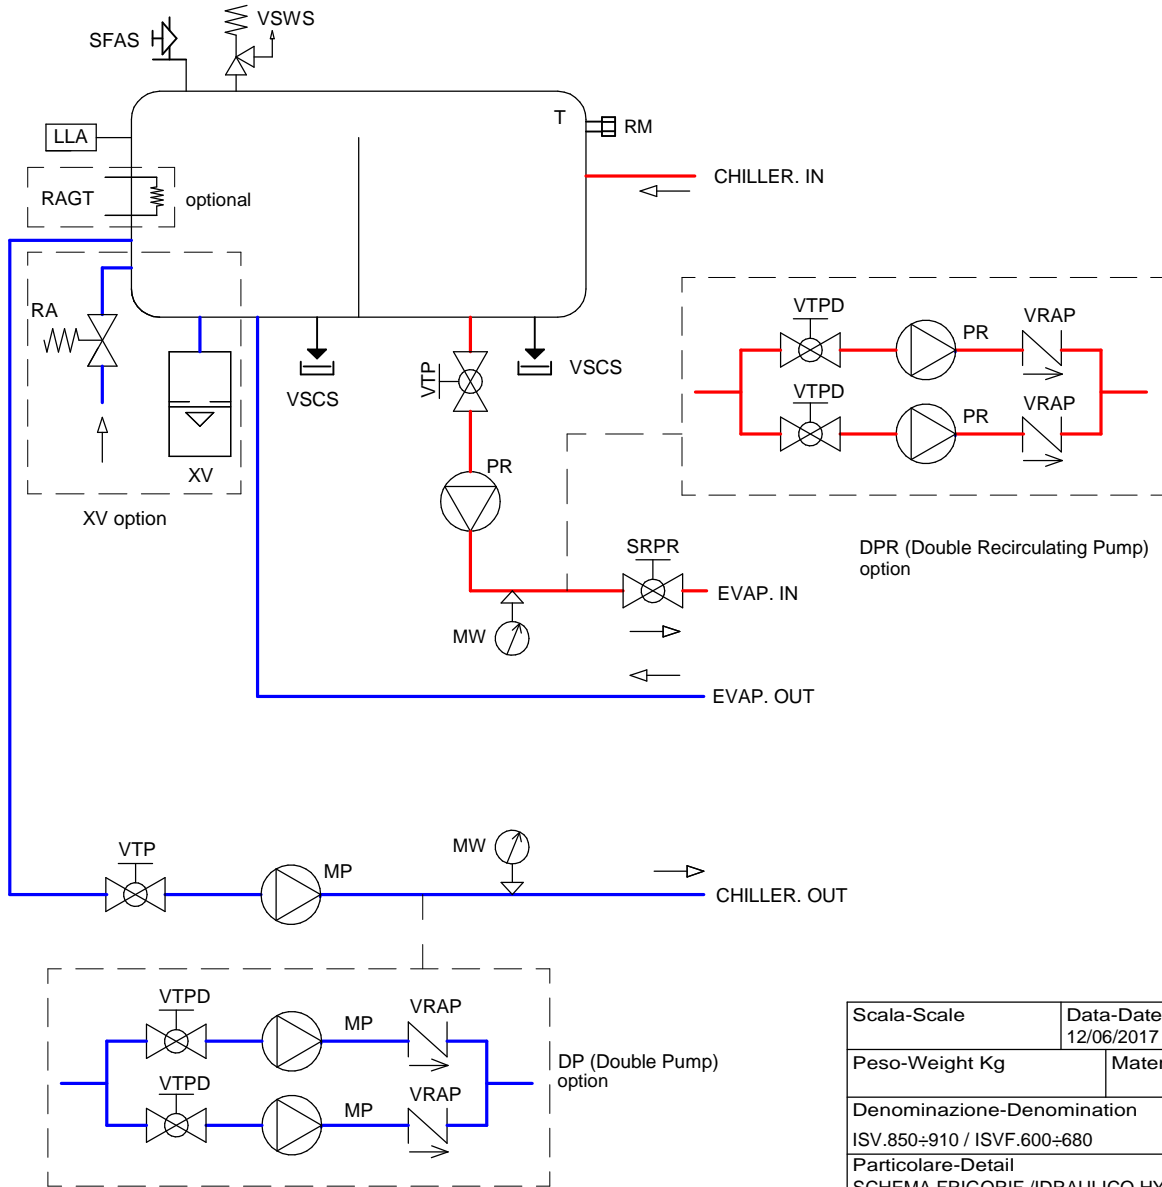 VSWS
SFAS
T
RM
LLA
CHILLER. IN
RAGT
optional
RA
VTPD
PR
VRAP
VTP
VSCS
VSCS
VTPD
PR
VRAP
XV
PR
XV option
SRPR
DPR (Double Recirculating Pump)
option
EVAP. IN
MW
EVAP. OUT
VTP
MW
MP
CHILLER. OUT
VTPD
MP
VRAP
DP (Double Pump)
option
VTPD
MP
VRAP
Scala-Scale
Data-Date
12/06/2017
Peso-Weight Kg
Denominazione-Denomination
ISV.850÷910 / ISVF.600÷680
Particolare-Detail